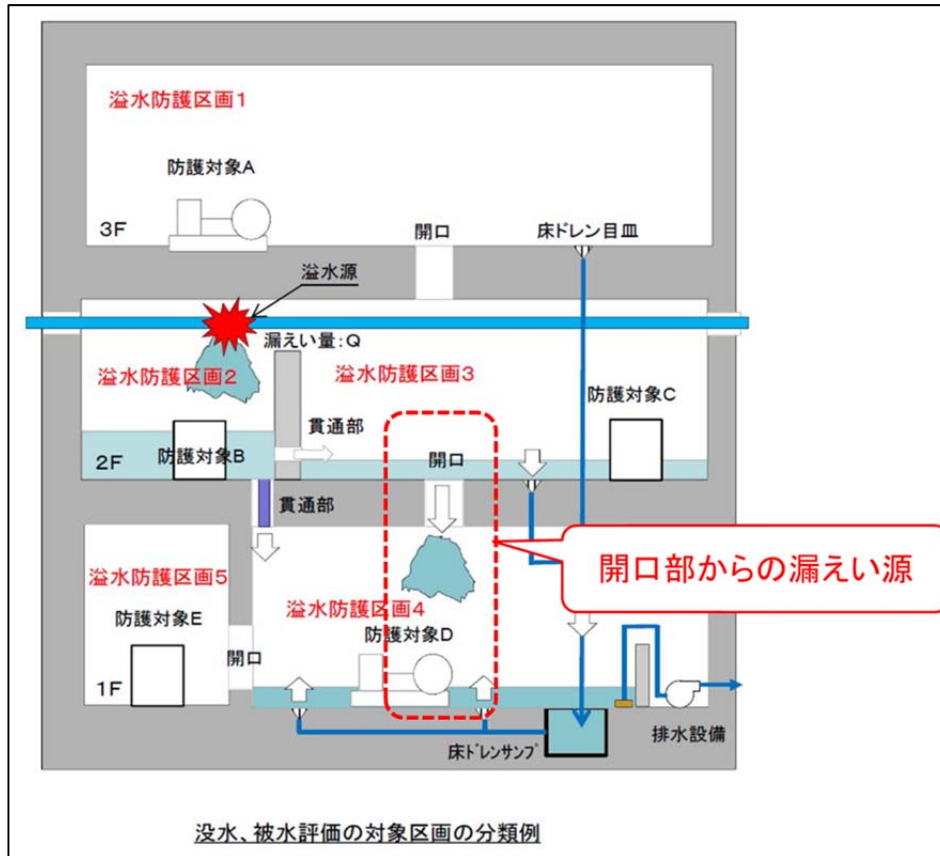 溢水防護区画1
防護対象A
3F
開口
床ドレン目皿
溢水源
漏えい量:Q
溢水防護区画2
溢水防護区画3
防護対象C
貫通部
防護対象B
2F
開口
貫通部
開口部からの漏えい源
溢水防護区画5
溢水防護区画4
防護対象E
防護対象D
開口
1F
床ドレンサンプ
排水設備
没水、被水評価の対象区画の分類例